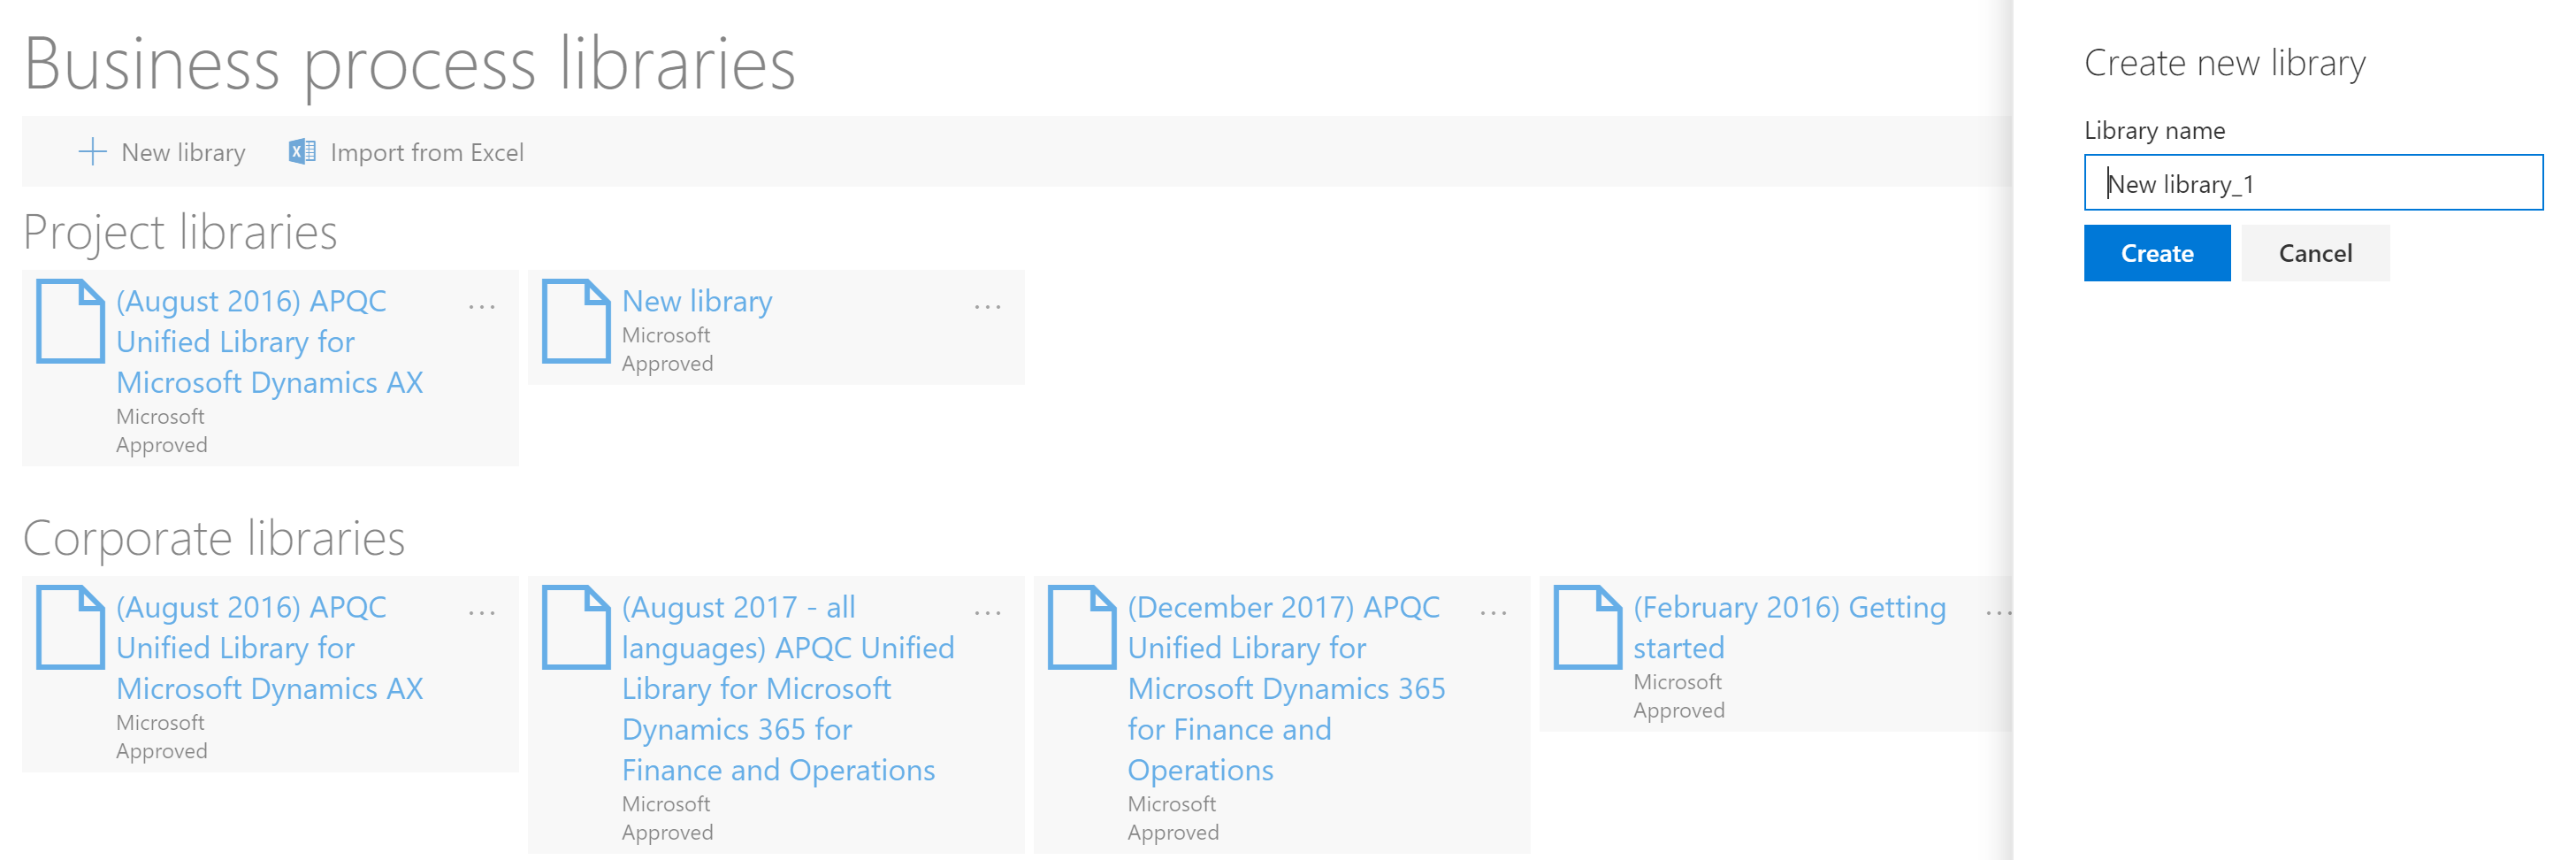 Business process libraries
New library
Import from Excel
Project libraries
(August 2016) APQC
Unified Library for
Microsoft Dynamics AX
Microsoft
Approved
...
New library
Microsoft
Approved
...
Corporate libraries
(August 2016) APQC
Unified Library for
Microsoft Dynamics AX
Microsoft
Approved
...
(August 2017 - all
languages) APQC Unified
Library for Microsoft
Dynamics 365 for
Finance and Operations
Microsoft
Approved
...
(December 2017) APQC
Unified Library for
Microsoft Dynamics 365
for Finance and
Operations
Microsoft
Approved
...
(February 2016) Getting
started
Microsoft
Approved
...
Create new library
Library name
New library_1
Create
Cancel